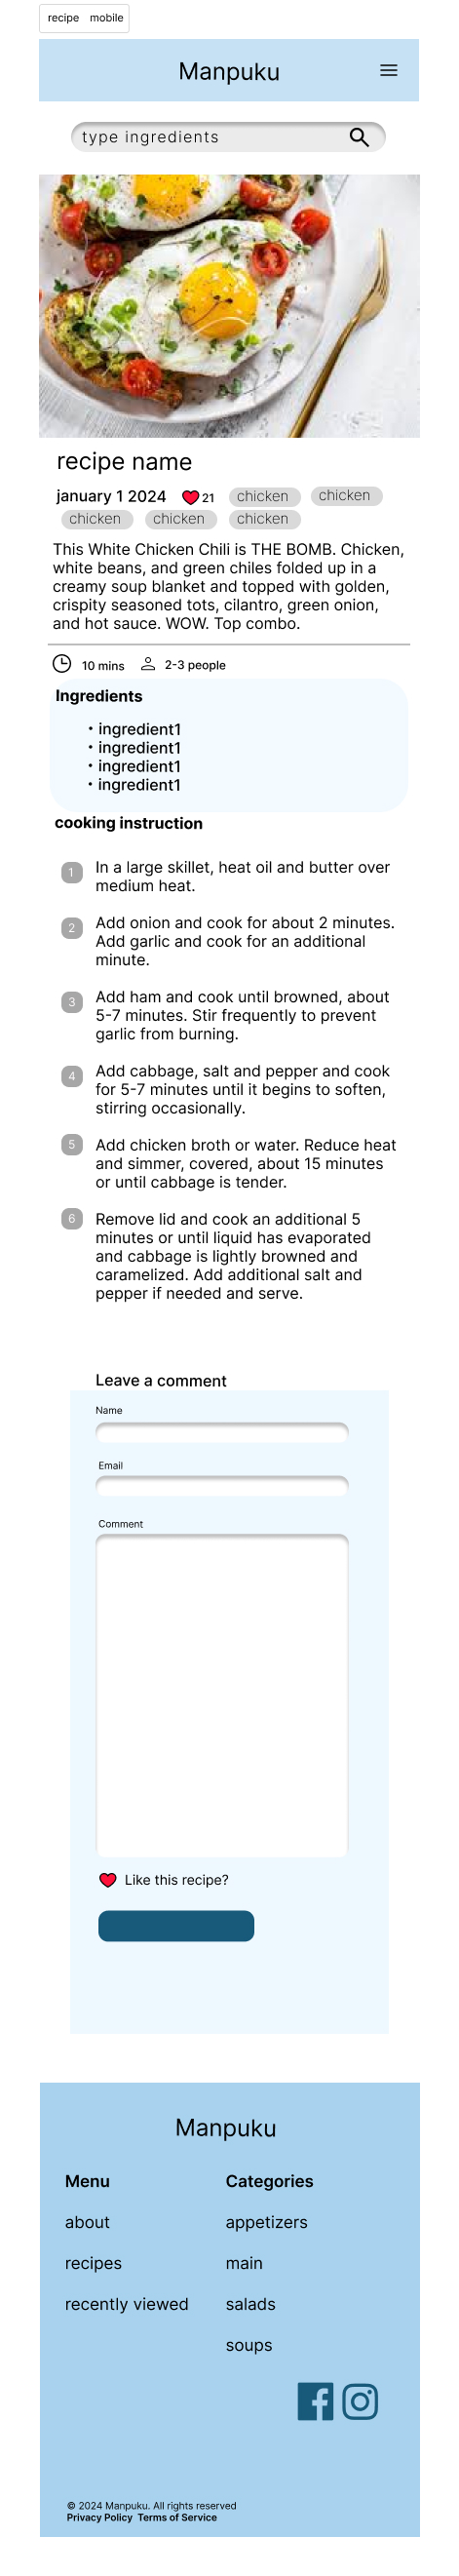 recipe mobile
Manpuku
type ingredients
recipe name
january 1 2024 21 chicken chicken
chicken chicken chicken
This White Chicken Chili is THE BOMB. Chicken,
white beans, and green chiles folded up in a
creamy soup blanket and topped with golden,
crispity seasoned tots, cilantro, green onion,
and hot sauce. WOW. Top combo.
10 mins 2-3 people
Ingredients
• ingredient1
• ingredient1
• ingredient1
• ingredient1
cooking instruction
1 In a large skillet, heat oil and butter over
medium heat.
2 Add onion and cook for about 2 minutes.
Add garlic and cook for an additional
minute.
3 Add ham and cook until browned, about
5-7 minutes. Stir frequently to prevent
garlic from burning.
4 Add cabbage, salt and pepper and cook
for 5-7 minutes until it begins to soften,
stirring occasionally.
5 Add chicken broth or water. Reduce heat
and simmer, covered, about 15 minutes
or until cabbage is tender.
6 Remove lid and cook an additional 5
minutes or until liquid has evaporated
and cabbage is lightly browned and
caramelized. Add additional salt and
pepper if needed and serve.
Leave a comment
Name
Email
Comment
Like this recipe?
Manpuku
Menu Categories
about appetizers
recipes main
recently viewed salads
soups
© 2024 Manpuku. All rights reserved
Privacy Policy Terms of Service